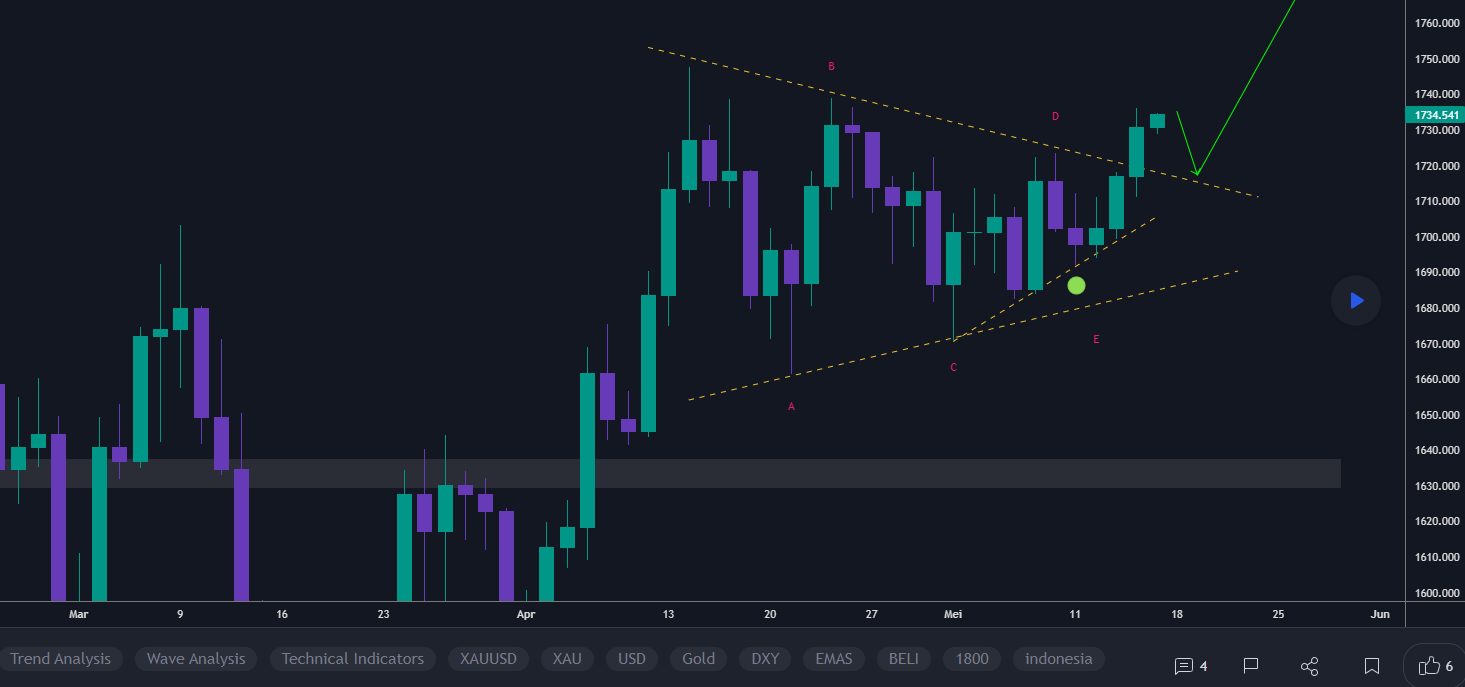 1760.000
1750.000
B
1740.000
D
1734.541
1730.000
1720.000
1710.000
1700.000
1690.000
1680.000
E
1670.000
C
1660.000
A
1650.000
1640.000
1630.000
1620.000
1610.000
1600.000
Mar 9 16 23 Apr 13 20 27 Mei 11 18 25 Jun
Trend Analysis Wave Analysis Technical Indicators XAUUSD XAU USD Gold DXY EMAS BELI 1800 indonesia 4 6